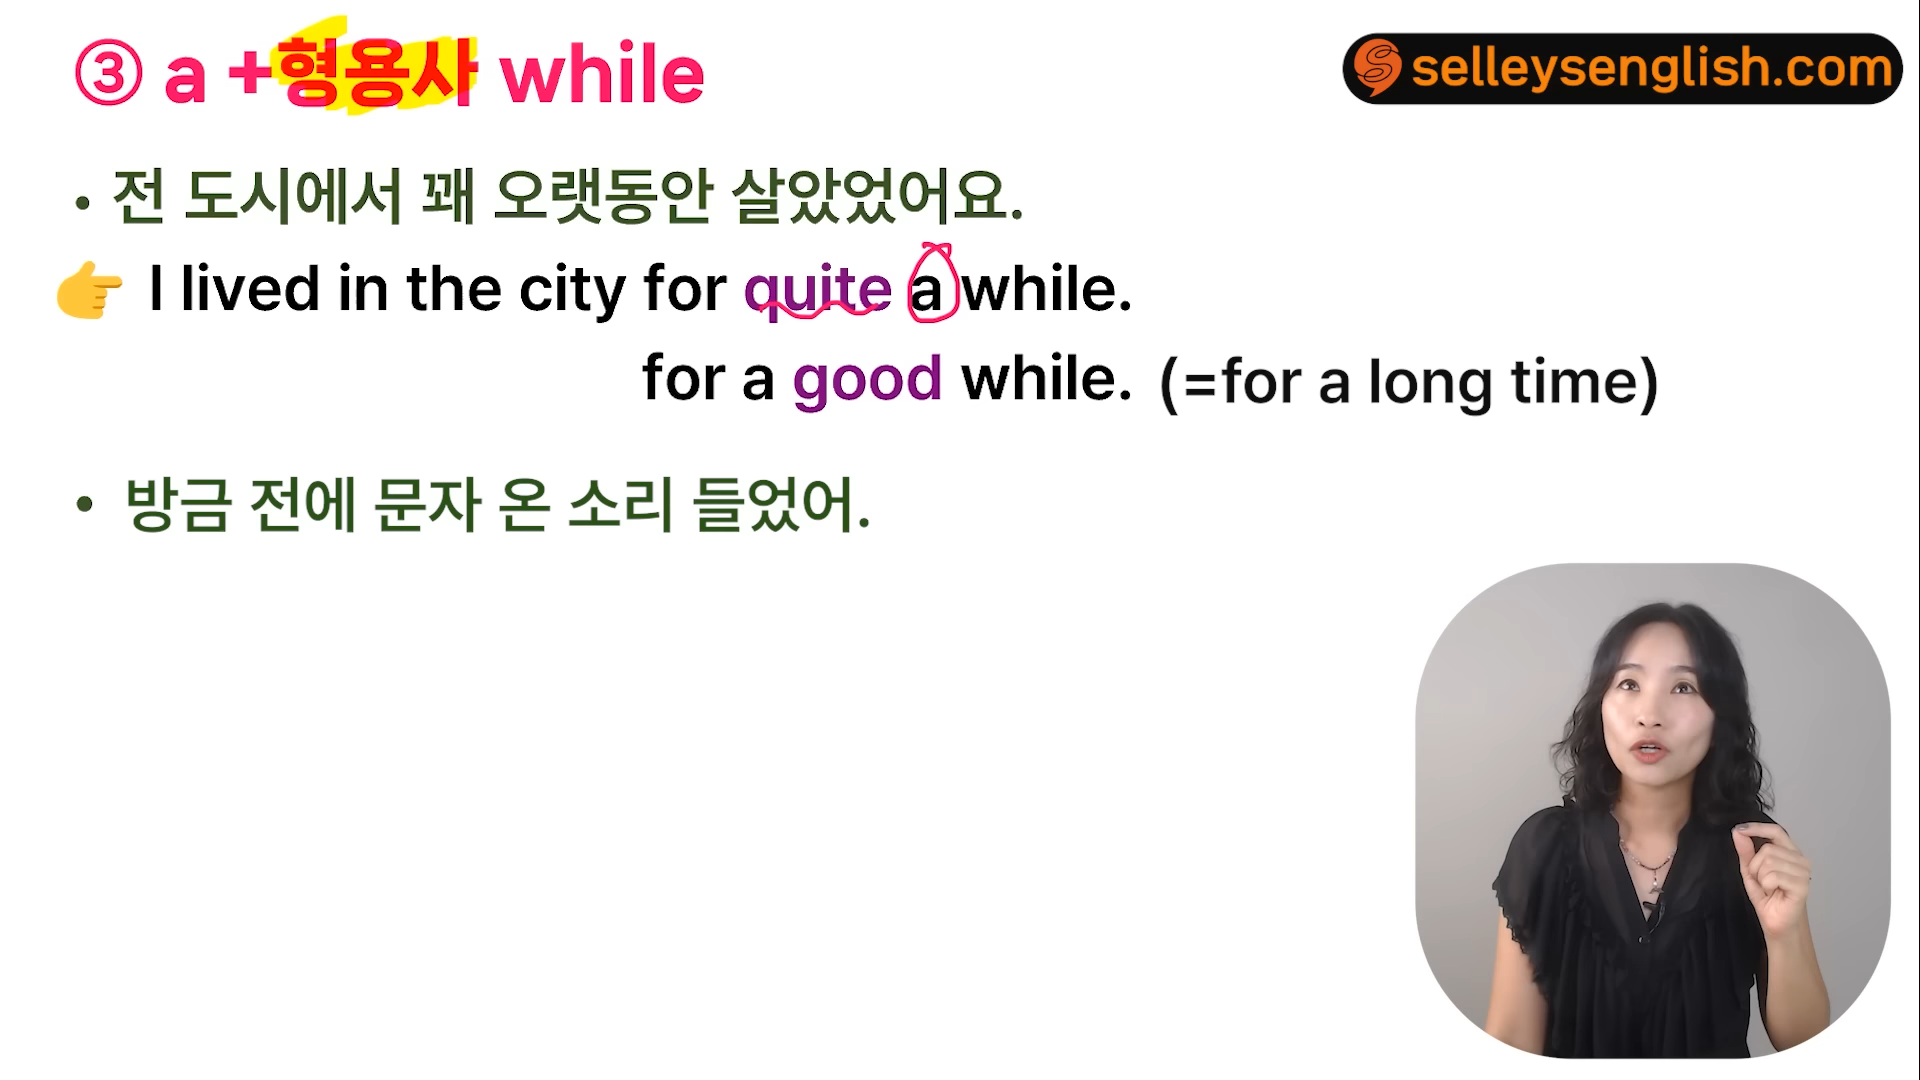 ③ a +형용사 while
selleysenglish.com
• 전 도시에서 꽤 오랫동안 살았었어요.
👉 I lived in the city for quite a while.
for a good while. (=for a long time)
• 방금 전에 문자 온 소리 들었어.